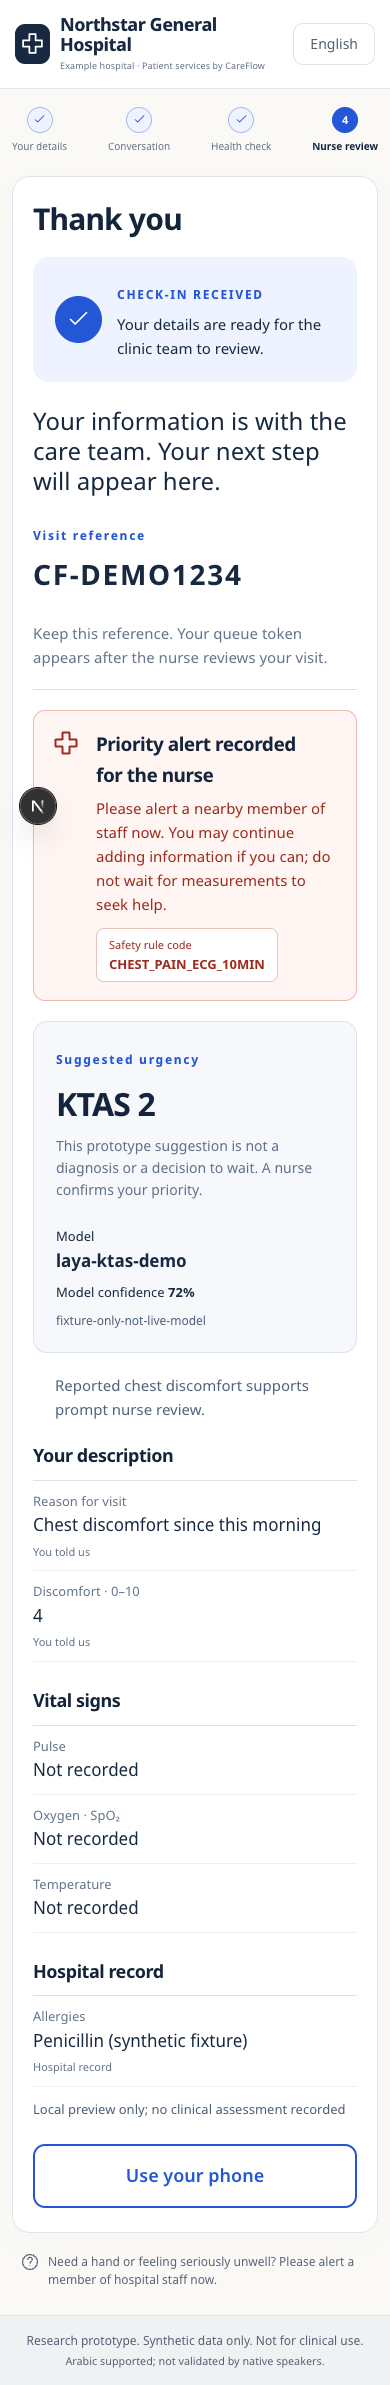 Northstar General
Hospital
Example hospital · Patient services by CareFlow
English
Your details
Conversation
Health check
4
Nurse review
Thank you
CHECK-IN RECEIVED
Your details are ready for the
clinic team to review.
Your information is with the
care team. Your next step
will appear here.
Visit reference
CF-DEMO1234
Keep this reference. Your queue token
appears after the nurse reviews your visit.
Priority alert recorded
for the nurse
N
Please alert a nearby member of
staff now. You may continue
adding information if you can; do
not wait for measurements to
seek help.
Safety rule code
CHEST_PAIN_ECG_10MIN
Suggested urgency
KTAS 2
This prototype suggestion is not a
diagnosis or a decision to wait. A nurse
confirms your priority.
Model
laya-ktas-demo
Model confidence 72%
fixture-only-not-live-model
Reported chest discomfort supports
prompt nurse review.
Your description
Reason for visit
Chest discomfort since this morning
You told us
Discomfort · 0–10
4
You told us
Vital signs
Pulse
Not recorded
Oxygen · SpO₂
Not recorded
Temperature
Not recorded
Hospital record
Allergies
Penicillin (synthetic fixture)
Hospital record
Local preview only; no clinical assessment recorded
Use your phone
Need a hand or feeling seriously unwell? Please alert a
member of hospital staff now.
Research prototype. Synthetic data only. Not for clinical use.
Arabic supported; not validated by native speakers.